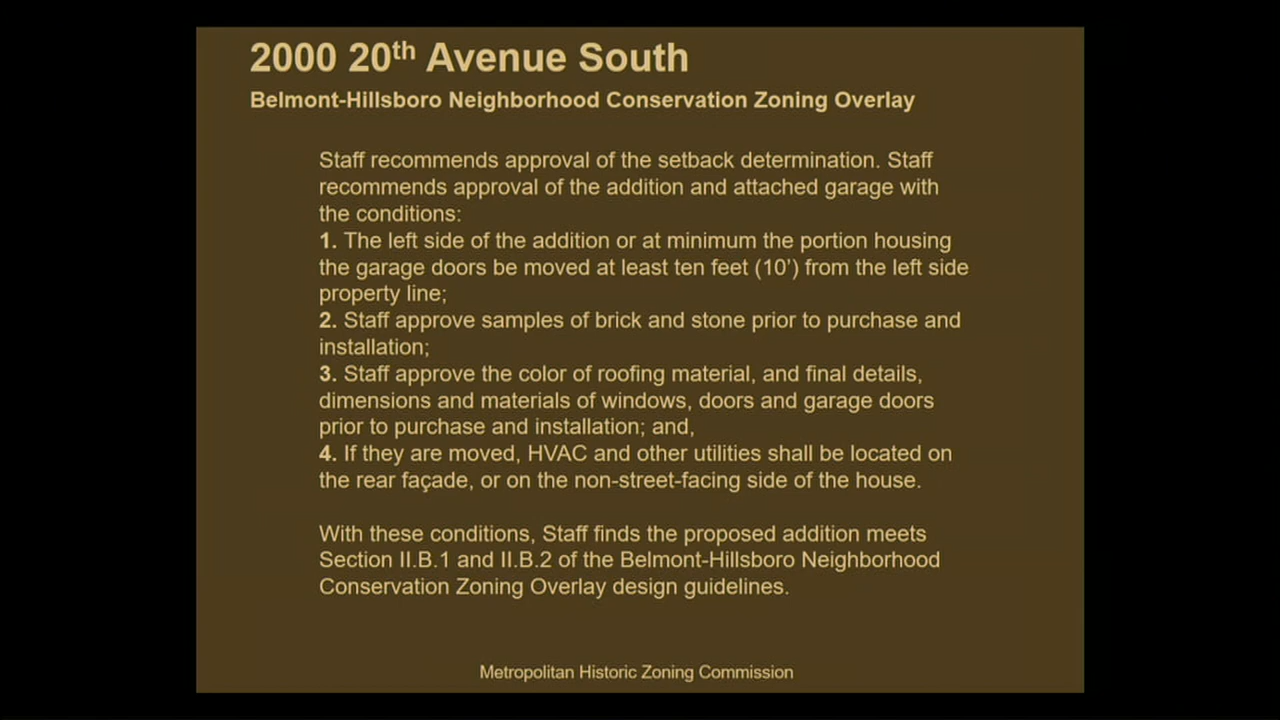 2000 20th Avenue South
Belmont-Hillsboro Neighborhood Conservation Zoning Overlay
Staff recommends approval of the setback determination. Staff
recommends approval of the addition and attached garage with
the conditions:
1. The left side of the addition or at minimum the portion housing
the garage doors be moved at least ten feet (10’) from the left side
property line;
2. Staff approve samples of brick and stone prior to purchase and
installation;
3. Staff approve the color of roofing material, and final details,
dimensions and materials of windows, doors and garage doors
prior to purchase and installation; and,
4. If they are moved, HVAC and other utilities shall be located on
the rear façade, or on the non-street-facing side of the house.
With these conditions, Staff finds the proposed addition meets
Section II.B.1 and II.B.2 of the Belmont-Hillsboro Neighborhood
Conservation Zoning Overlay design guidelines.
Metropolitan Historic Zoning Commission